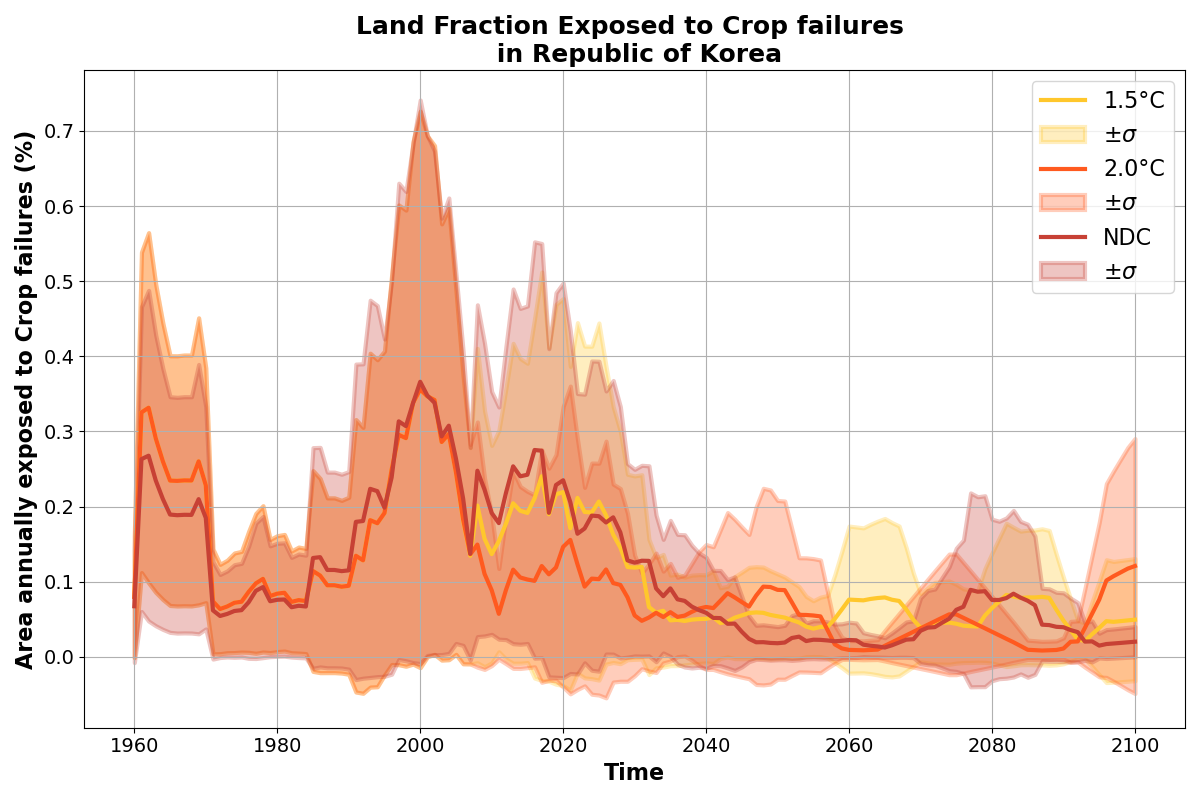 Land Fraction Exposed to Crop failures
in Republic of Korea
Area annually exposed to Crop failures (%)
0.7
0.6
0.5
0.4
0.3
0.2
0.1
0.0
1.5°C
±σ
2.0°C
±σ
NDC
±σ
1960 1980 2000 2020 2040 2060 2080 2100
Time